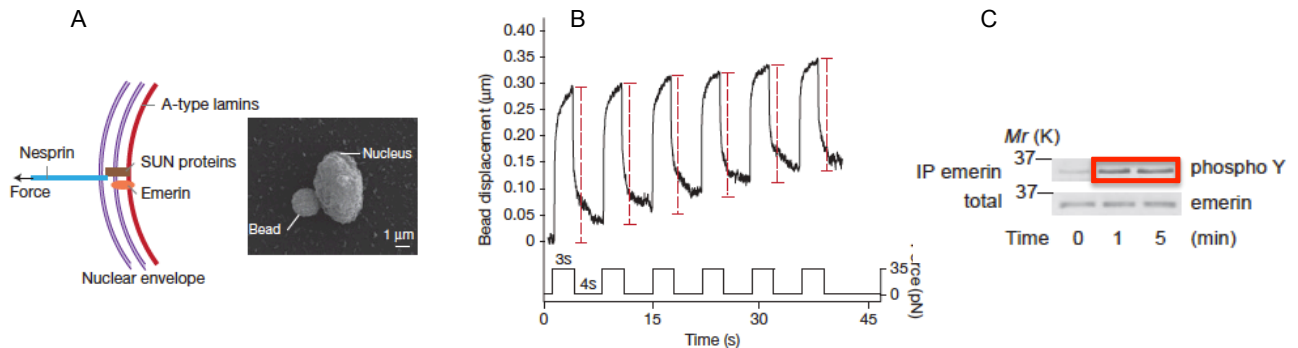 A
A-type lamins
Nesprin
Force
SUN proteins
Emerin
Nuclear envelope
Nucleus
Bead
1 µm
B
Bead displacement (µm)
0.40
0.35
0.30
0.25
0.20
0.15
0.10
0.05
0
3s
4s
35
0
(pN)
0
15
30
45
Time (s)
C
Mr (K)
37
IP emerin
phospho Y
37
total
emerin
Time
0
1
5
(min)